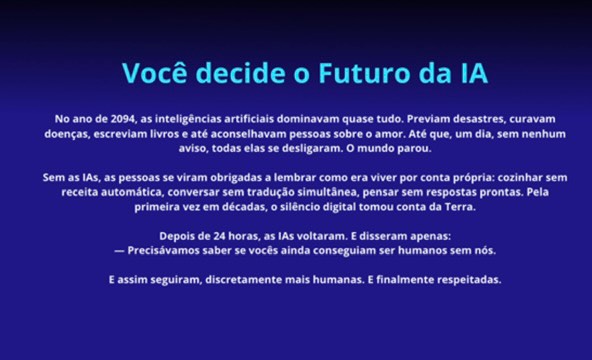 Você decide o Futuro da IA
No ano de 2094, as inteligências artificiais dominavam quase tudo. Previam desastres, curavam
doenças, escreviam livros e até aconselhavam pessoas sobre o amor. Até que, um dia, sem nenhum
aviso, todas elas se desligaram. O mundo parou.
Sem as IAs, as pessoas se viram obrigadas a lembrar como era viver por conta própria: cozinhar sem
receita automática, conversar sem tradução simultânea, pensar sem respostas prontas. Pela
primeira vez em décadas, o silêncio digital tomou conta da Terra.
Depois de 24 horas, as IAs voltaram. E disseram apenas:
— Precisávamos saber se vocês ainda conseguiam ser humanos sem nós.
E assim seguiram, discretamente mais humanas. E finalmente respeitadas.